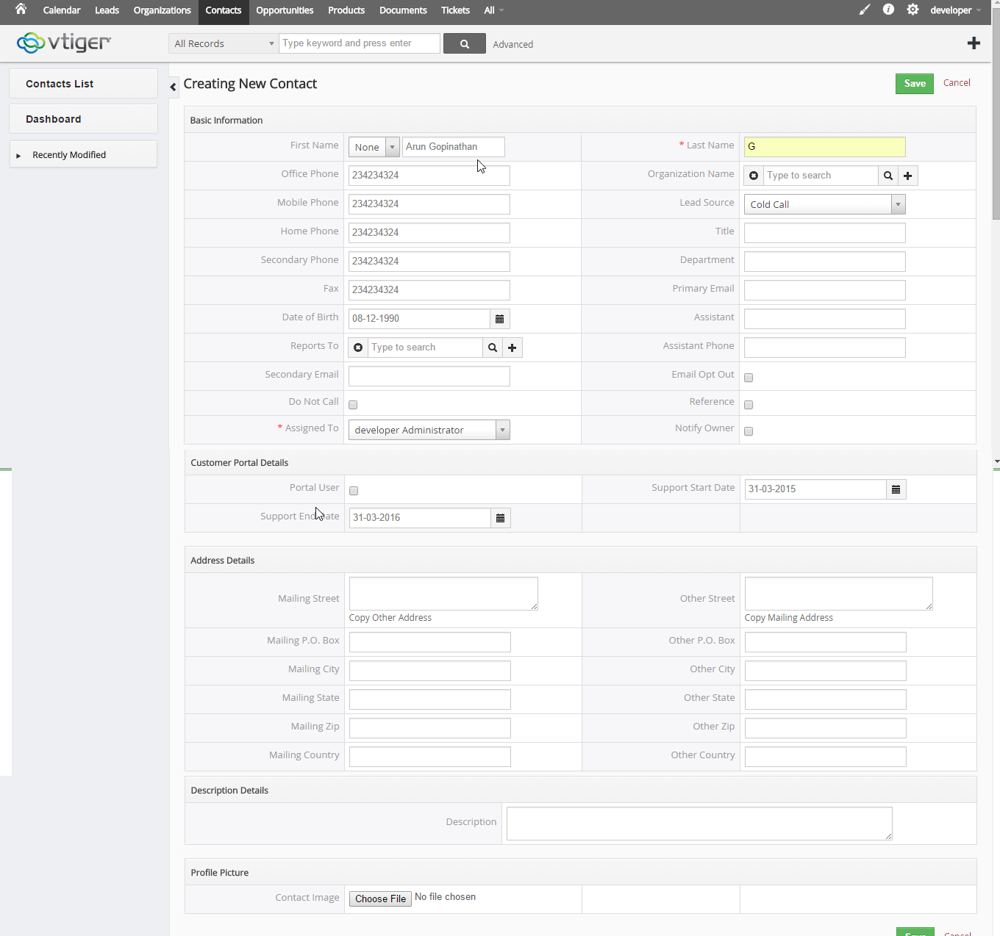 Calendar Leads Organizations Contacts Opportunities Products Documents Tickets All developer
vtiger All Records Type keyword and press enter Advanced
Contacts List
Dashboard
Recently Modified
Creating New Contact Save Cancel
Basic Information
First Name None Arun Gopinathan * Last Name G
Office Phone 234234324 Organization Name Type to search
Mobile Phone 234234324 Lead Source Cold Call
Home Phone 234234324 Title
Secondary Phone 234234324 Department
Fax 234234324 Primary Email
Date of Birth 08-12-1990 Assistant
Reports To Type to search Assistant Phone
Secondary Email Email Opt Out
Do Not Call Reference
* Assigned To developer Administrator Notify Owner
Customer Portal Details
Portal User Support Start Date 31-03-2015
Support End Date 31-03-2016
Address Details
Mailing Street Other Street
Copy Other Address Copy Mailing Address
Mailing P.O. Box Other P.O. Box
Mailing City Other City
Mailing State Other State
Mailing Zip Other Zip
Mailing Country Other Country
Description Details
Description
Profile Picture
Contact Image Choose File No file chosen
Save Cancel